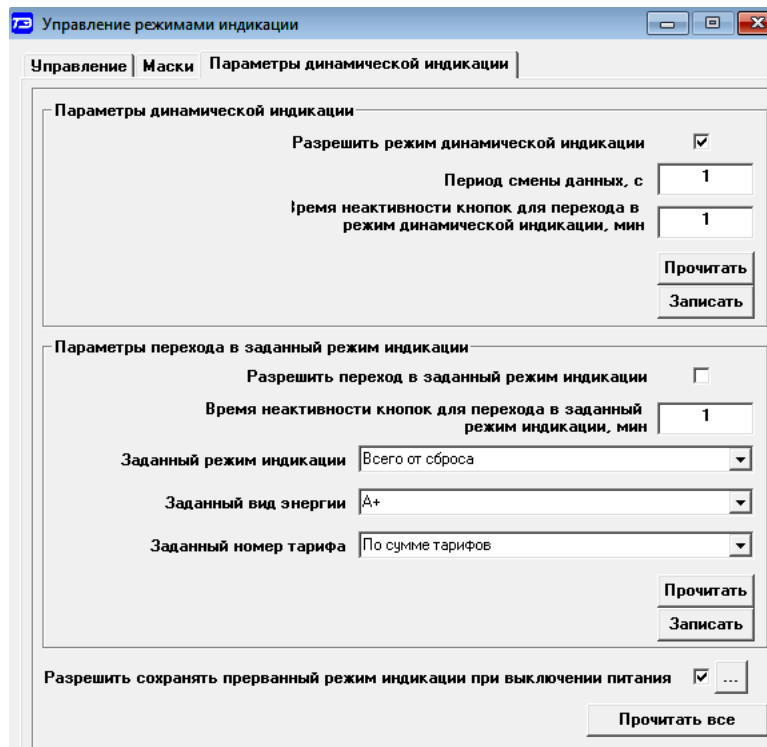 ТЭ Управление режимами индикации
Управление Маски Параметры динамической индикации
Параметры динамической индикации
Разрешить режим динамической индикации
Период смены данных, с 1
Время неактивности кнопок для перехода в
режим динамической индикации, мин 1
Прочитать
Записать
Параметры перехода в заданный режим индикации
Разрешить переход в заданный режим индикации
Время неактивности кнопок для перехода в заданный
режим индикации, мин 1
Заданный режим индикации Всего от сброса
Заданный вид энергии А+
Заданный номер тарифа По сумме тарифов
Прочитать
Записать
Разрешить сохранять прерванный режим индикации при выключении питания ...
Прочитать все